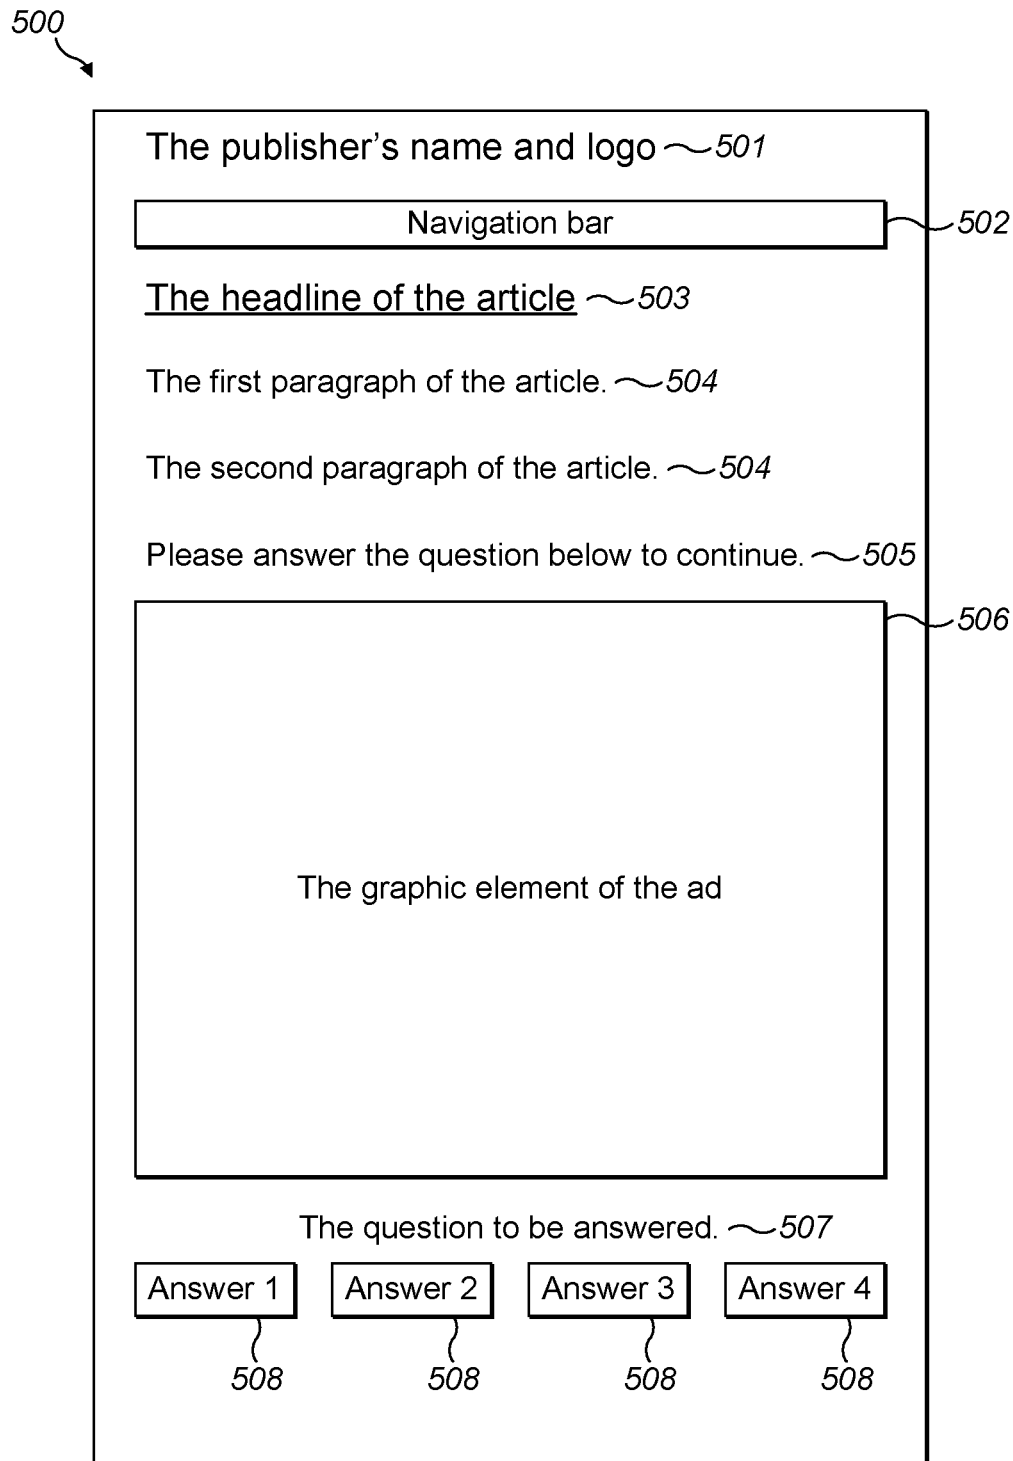 500
The publisher's name and logo 501
Navigation bar 502
The headline of the article 503
The first paragraph of the article. 504
The second paragraph of the article. 504
Please answer the question below to continue. 505
506
The graphic element of the ad
The question to be answered. 507
Answer 1 Answer 2 Answer 3 Answer 4
508 508 508 508